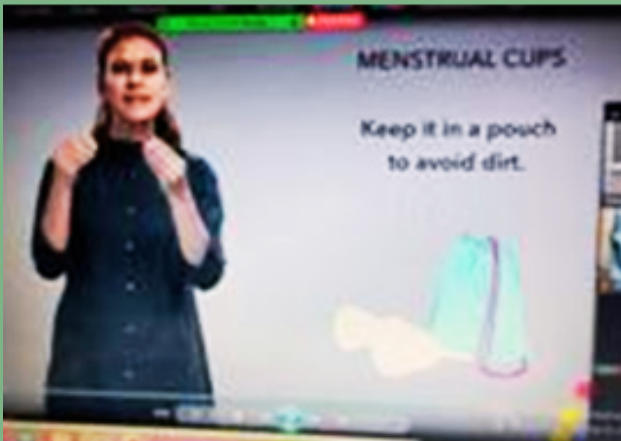 MENSTRUAL CUPS
Keep it in a pouch
to avoid dirt.